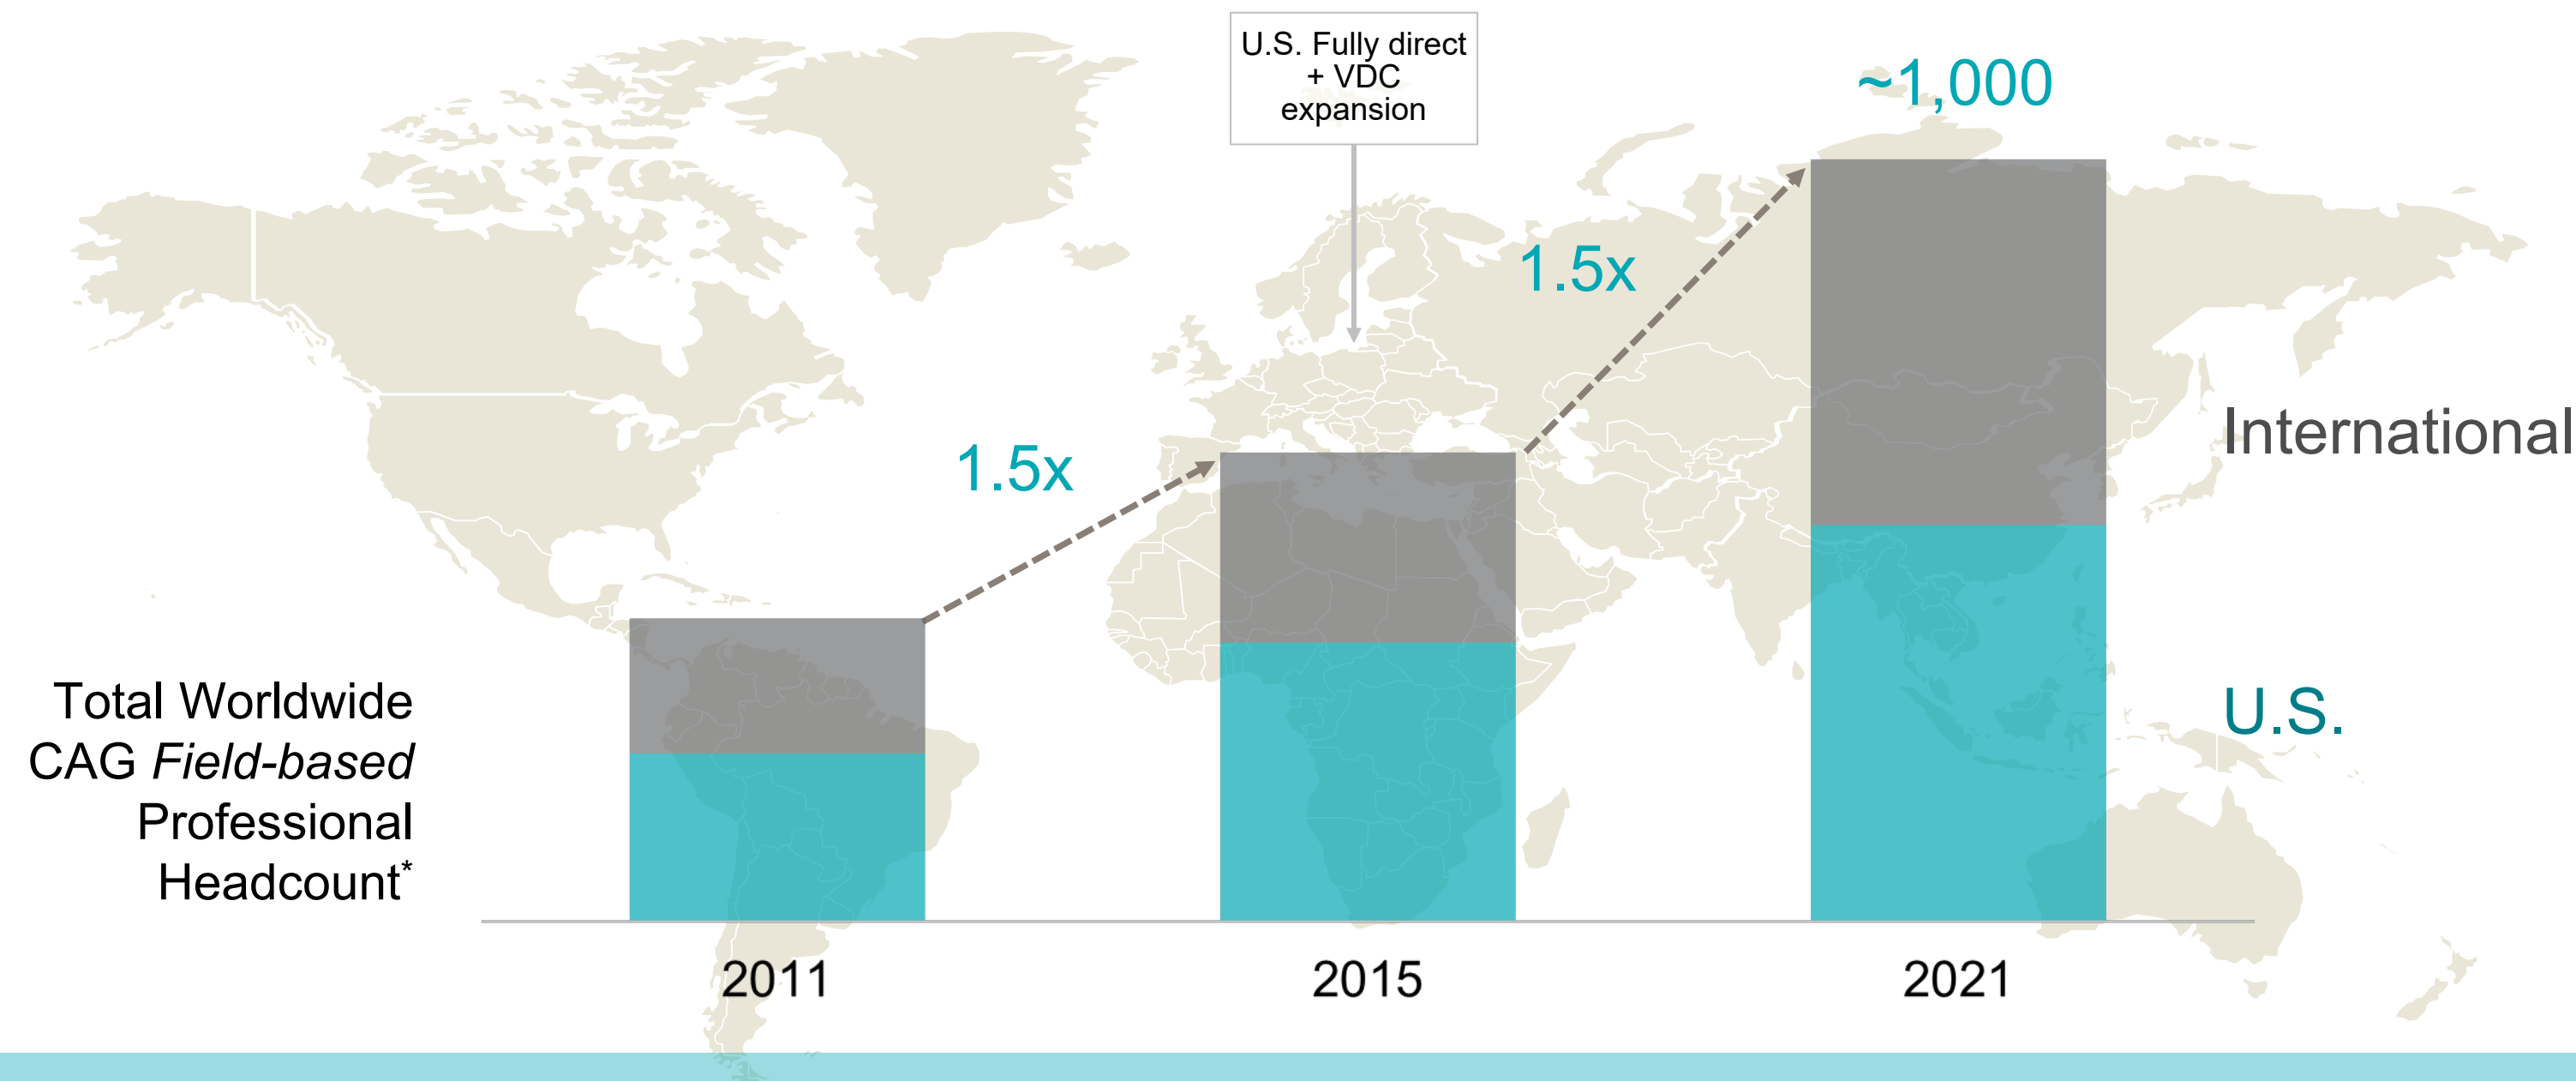 U.S. Fully direct
+ VDC
expansion
~1,000
1.5x
1.5x
International
U.S.
Total Worldwide
CAG Field-based
Professional
Headcount*
2011
2015
2021